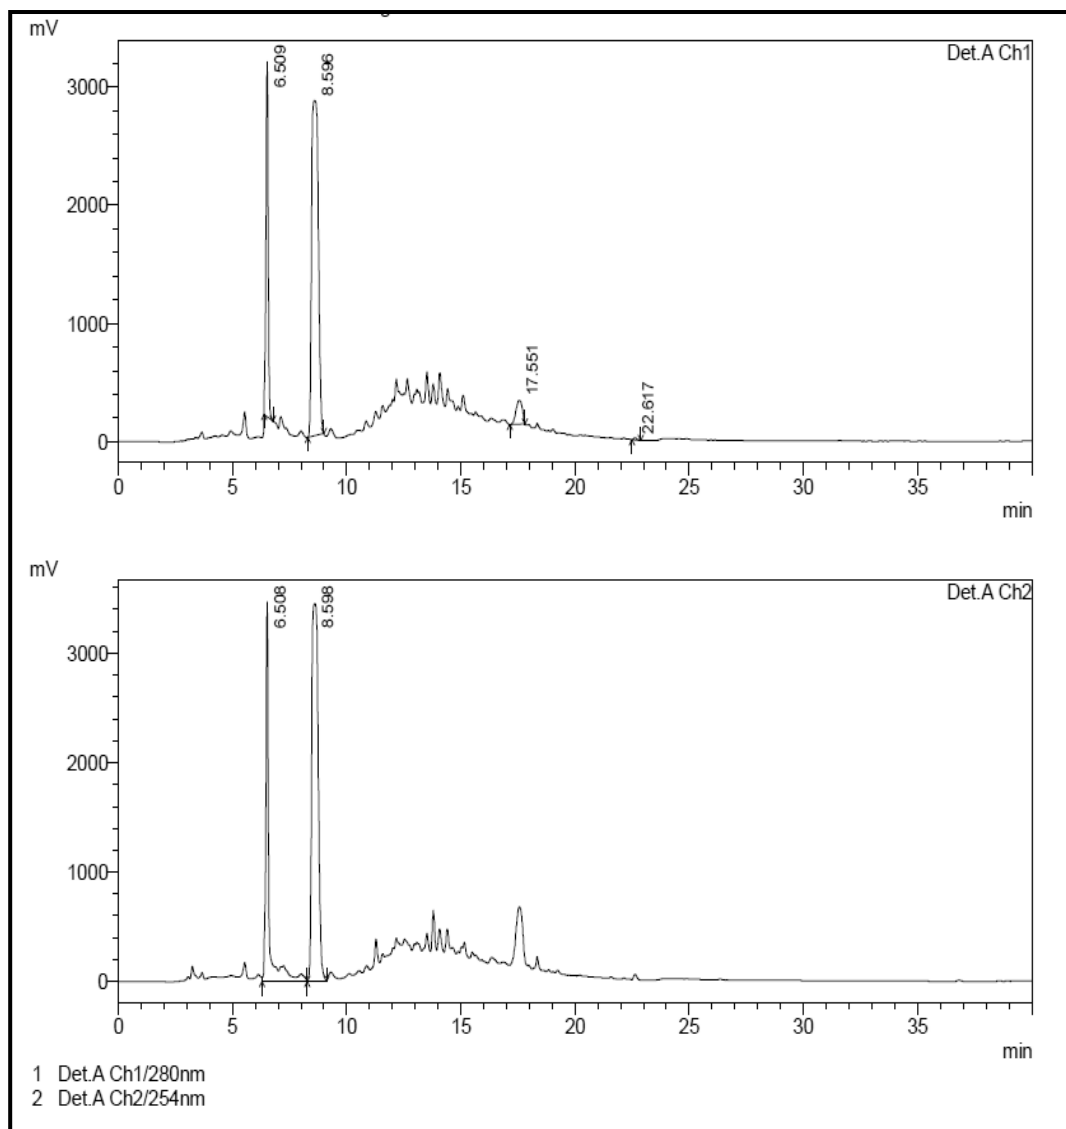 mV
Det.A Ch1
6.509
8.596
3000
2000
1000
0
17.551
22.617
0 5 10 15 20 25 30 35
min
mV
Det.A Ch2
6.508
8.598
3000
2000
1000
0
0 5 10 15 20 25 30 35
min
1 Det.A Ch1/280nm
2 Det.A Ch2/254nm